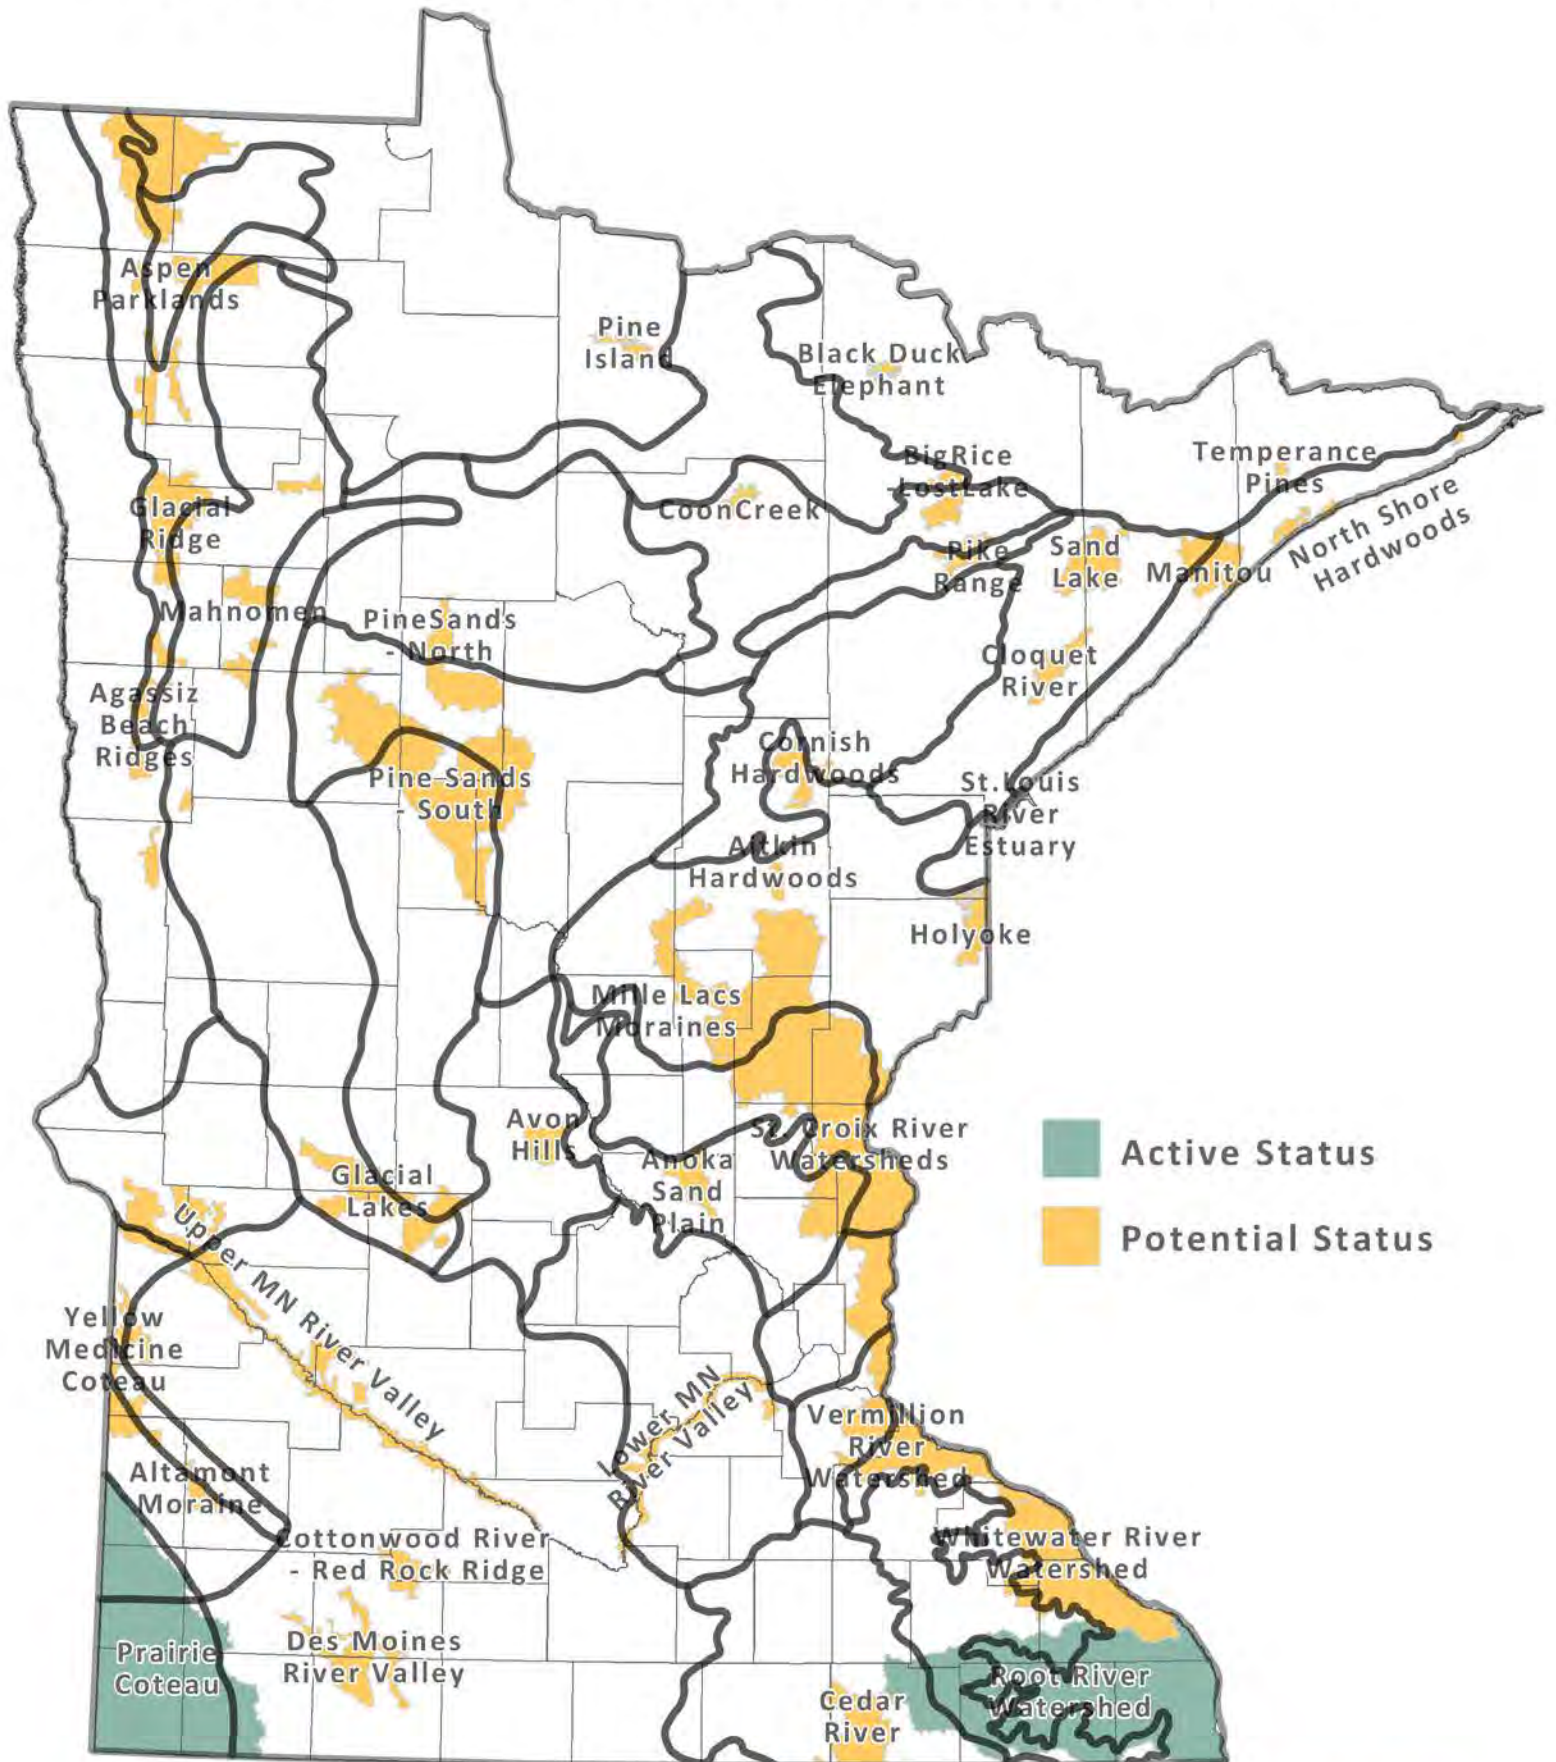 Aspen
Parklands
Pine
Island
Black Duck
Elephant
BigRice
-LostLake
Temperance
Pines
CoonCreek
Glacial
Ridge
Pike
Range
Sand
Lake
Manitou
North Shore
Hardwoods
Mahnomen
PineSands
- North
Cloquet
River
Agassiz
Beach
Ridges
Cornish
Hardwoods
Pine Sands
- South
St.Louis
River
Estuary
Aitkin
Hardwoods
Holyoke
Mille Lacs
Moraines
Avon
Hills
St. Croix River
Watersheds
Anoka
Sand
Plain
Active Status
Glacial
Lakes
Potential Status
Upper MN River Valley
Yellow
Medicine
Coteau
Lower MN
River Valley
Vermillion
River
Watershed
Altamont
Moraine
Cottonwood River
- Red Rock Ridge
Whitewater River
Watershed
Prairie
Coteau
Des Moines
River Valley
Root River
Watershed
Cedar
River